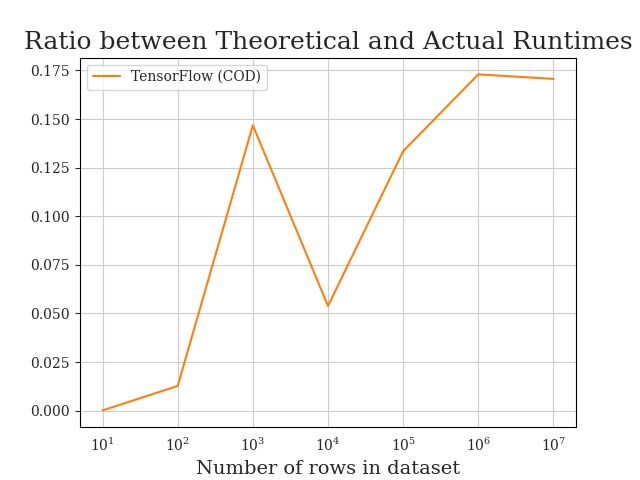 Ratio between Theoretical and Actual Runtimes
TensorFlow (COD)
0.175
0.150
0.125
0.100
0.075
0.050
0.025
0.000
10¹ 10² 10³ 10⁴ 10⁵ 10⁶ 10⁷
Number of rows in dataset